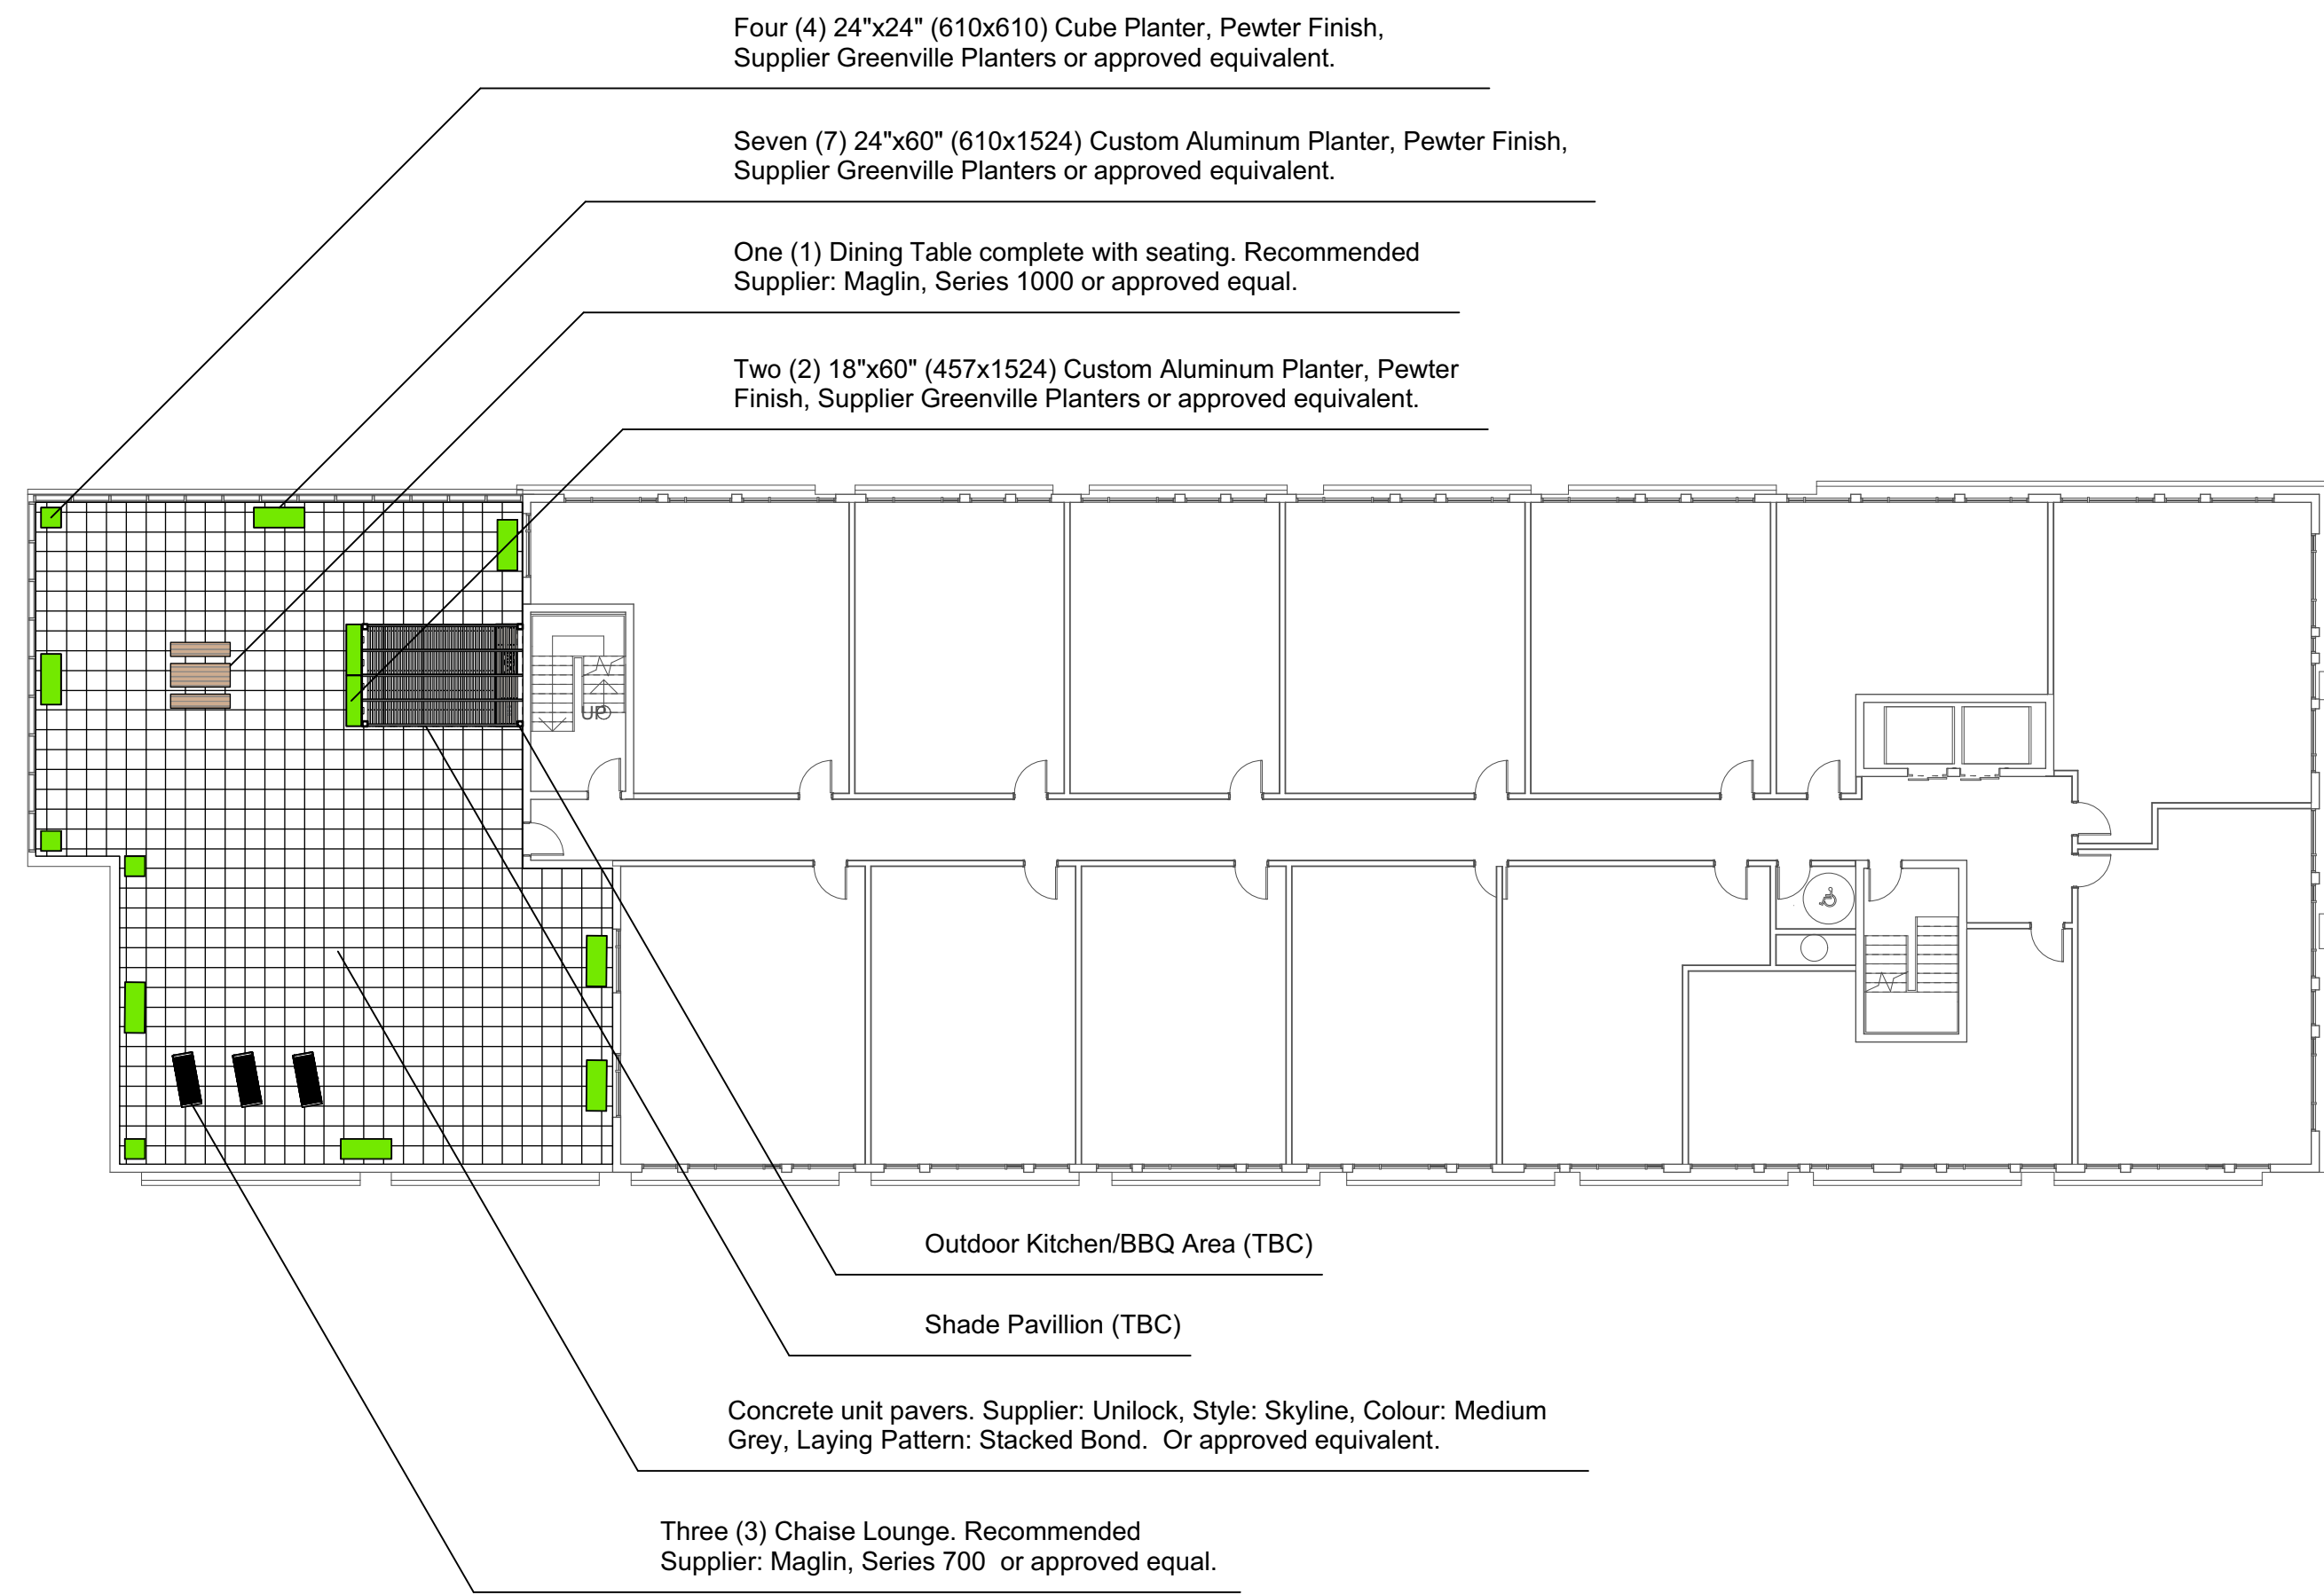 Four (4) 24"x24" (610x610) Cube Planter, Pewter Finish,
Supplier Greenville Planters or approved equivalent.
Seven (7) 24"x60" (610x1524) Custom Aluminum Planter, Pewter Finish,
Supplier Greenville Planters or approved equivalent.
One (1) Dining Table complete with seating. Recommended
Supplier: Maglin, Series 1000 or approved equal.
Two (2) 18"x60" (457x1524) Custom Aluminum Planter, Pewter
Finish, Supplier Greenville Planters or approved equivalent.
UP
Outdoor Kitchen/BBQ Area (TBC)
Shade Pavillion (TBC)
Concrete unit pavers. Supplier: Unilock, Style: Skyline, Colour: Medium
Grey, Laying Pattern: Stacked Bond.  Or approved equivalent.
Three (3) Chaise Lounge. Recommended
Supplier: Maglin, Series 700  or approved equal.